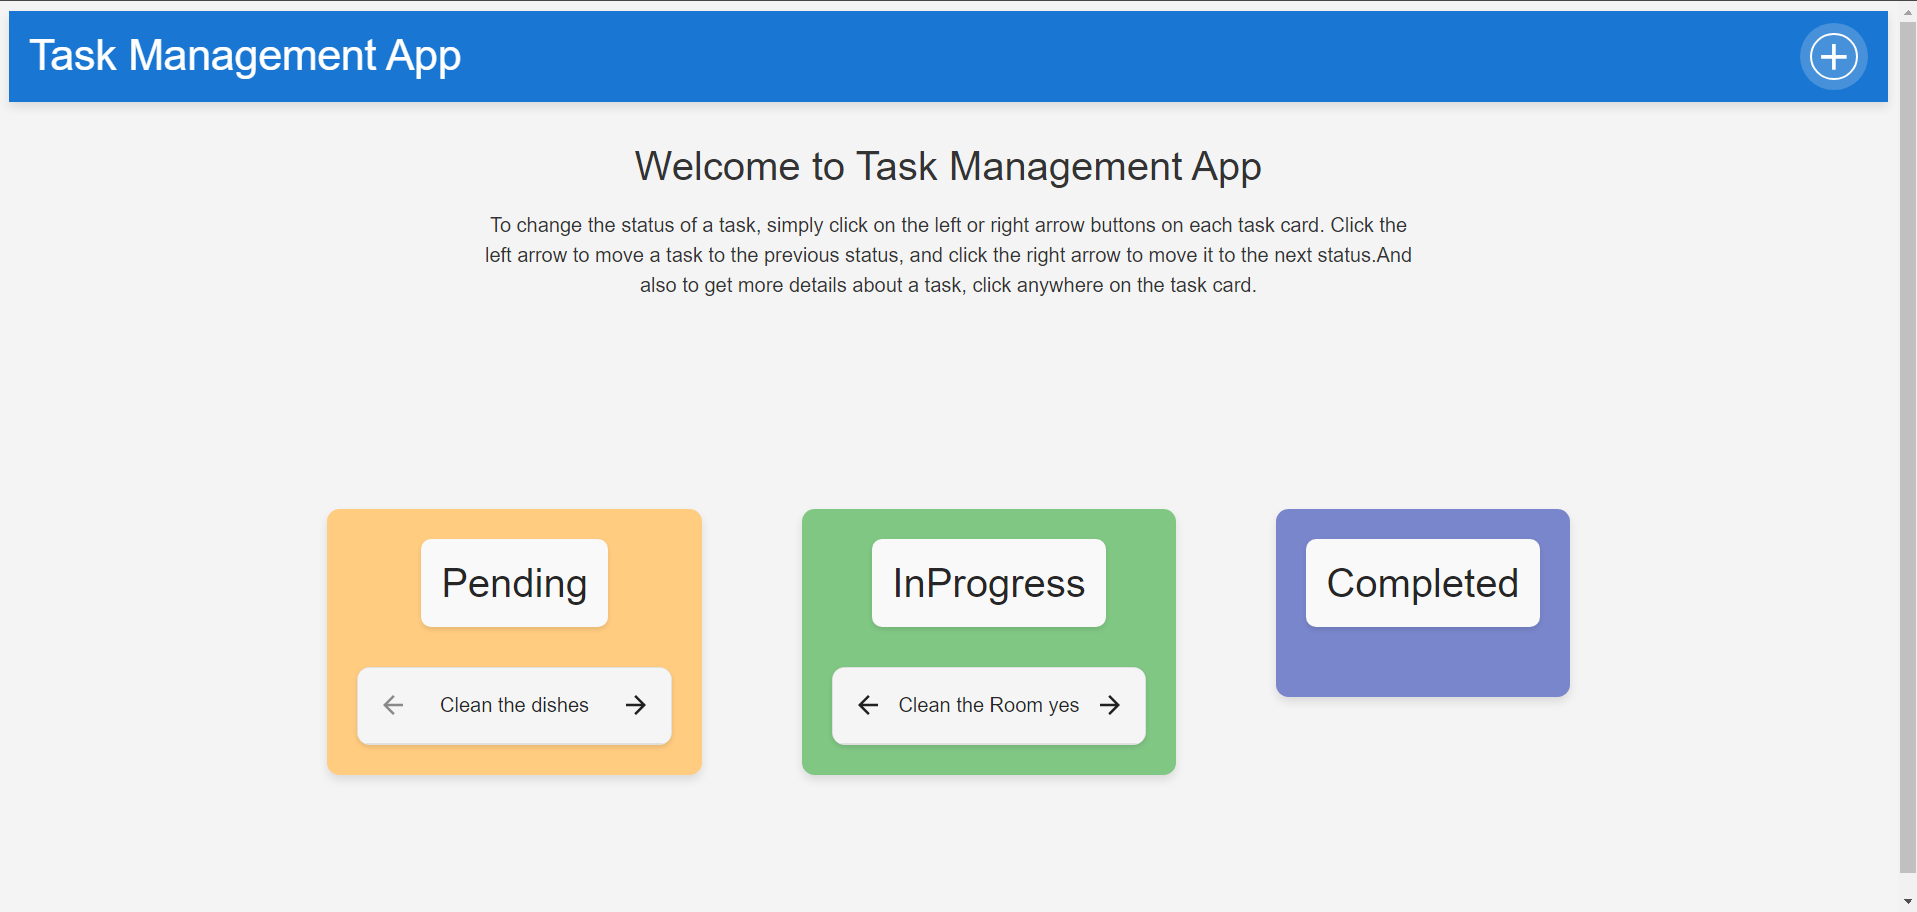 Task Management App
Welcome to Task Management App
To change the status of a task, simply click on the left or right arrow buttons on each task card. Click the
left arrow to move a task to the previous status, and click the right arrow to move it to the next status.And
also to get more details about a task, click anywhere on the task card.
Pending
Clean the dishes
InProgress
Clean the Room yes
Completed